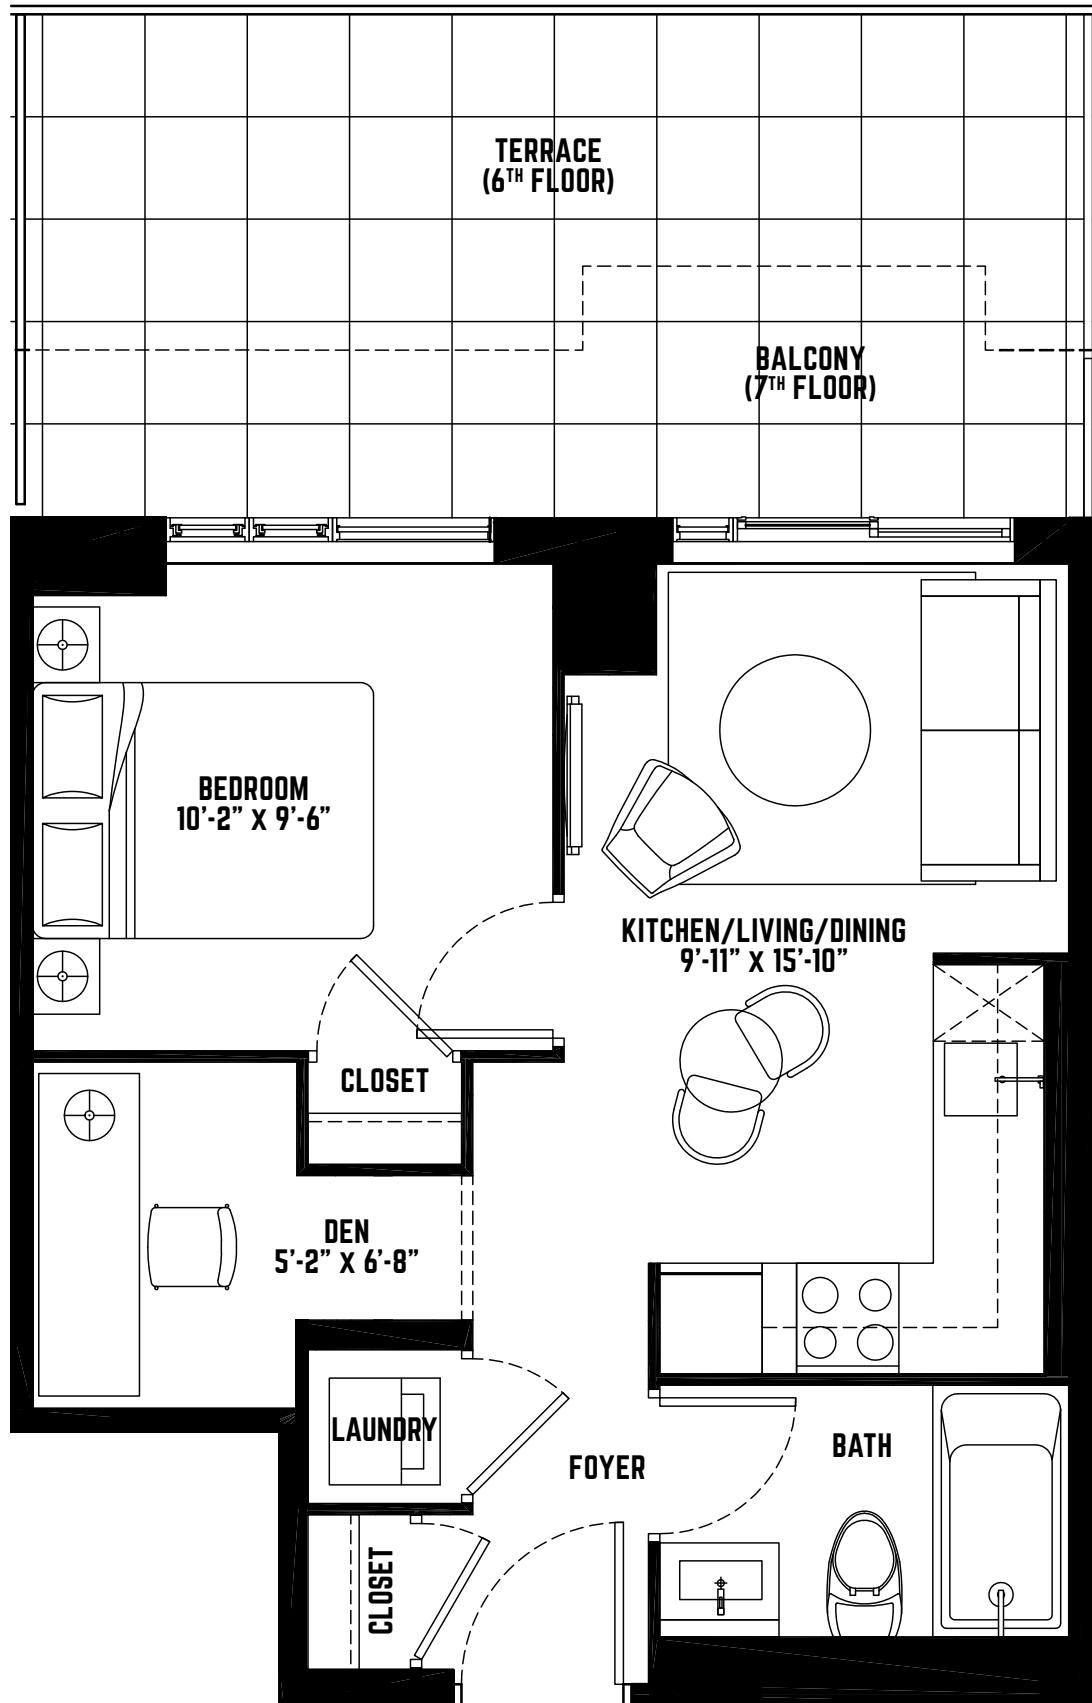 TERRACE
(6TH FLOOR)
BALCONY
(7TH FLOOR)
BEDROOM
10'-2" X 9'-6"
KITCHEN/LIVING/DINING
9'-11" X 15'-10"
CLOSET
DEN
5'-2" X 6'-8"
LAUNDRY
FOYER
BATH
CLOSET